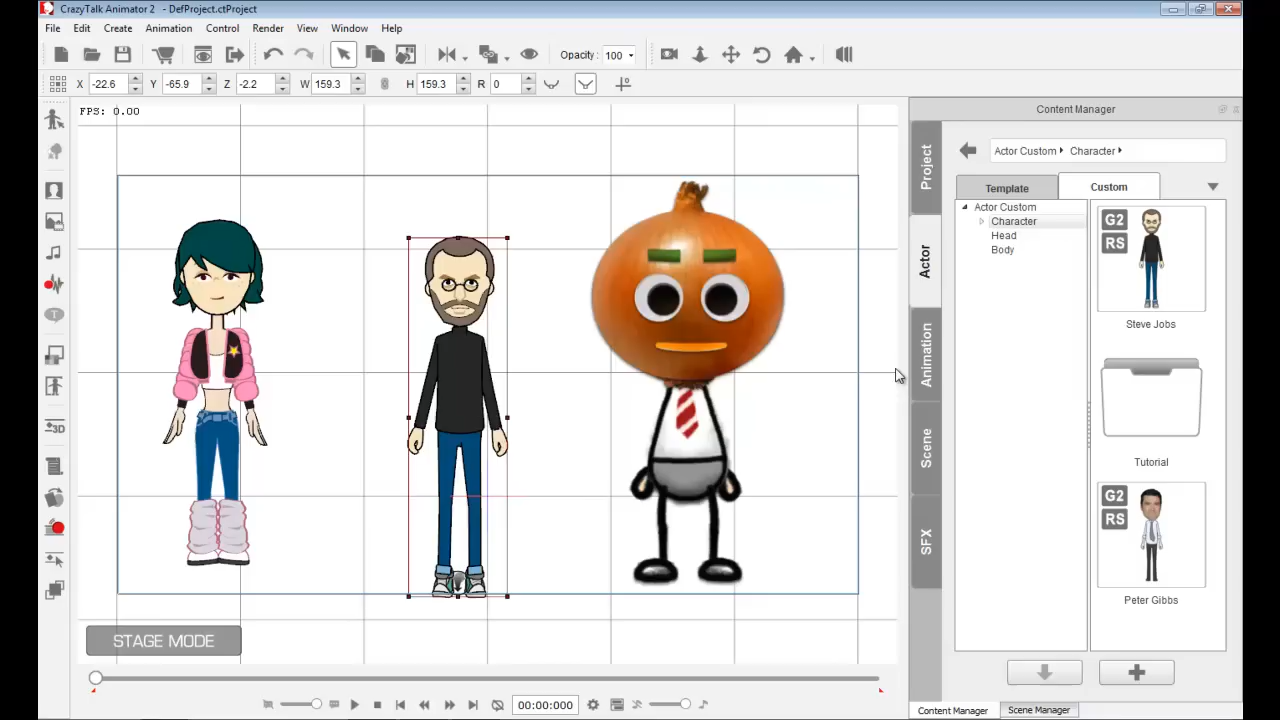 CrazyTalk Animator 2 - DefProject.ctProject
File Edit Create Animation Control Render View Window Help
Opacity: 100
X -22.6 Y -65.9 Z -2.2 W 159.3 H 159.3 R 0
FPS: 0.00
STAGE MODE
00:00:000
Content Manager
Actor Custom Character
Template Custom
Project
Actor
Animation
Scene
SFX
Actor Custom
Character
Head
Body
G2
RS
Steve Jobs
Tutorial
G2
RS
Peter Gibbs
Content Manager Scene Manager
+3D
T